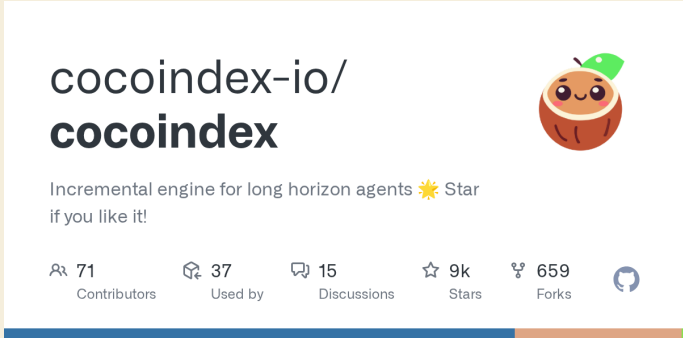 cocoindex-io/
cocoindex
Incremental engine for long horizon agents 🌟 Star
if you like it!
71 37 15 9k 659
Contributors Used by Discussions Stars Forks